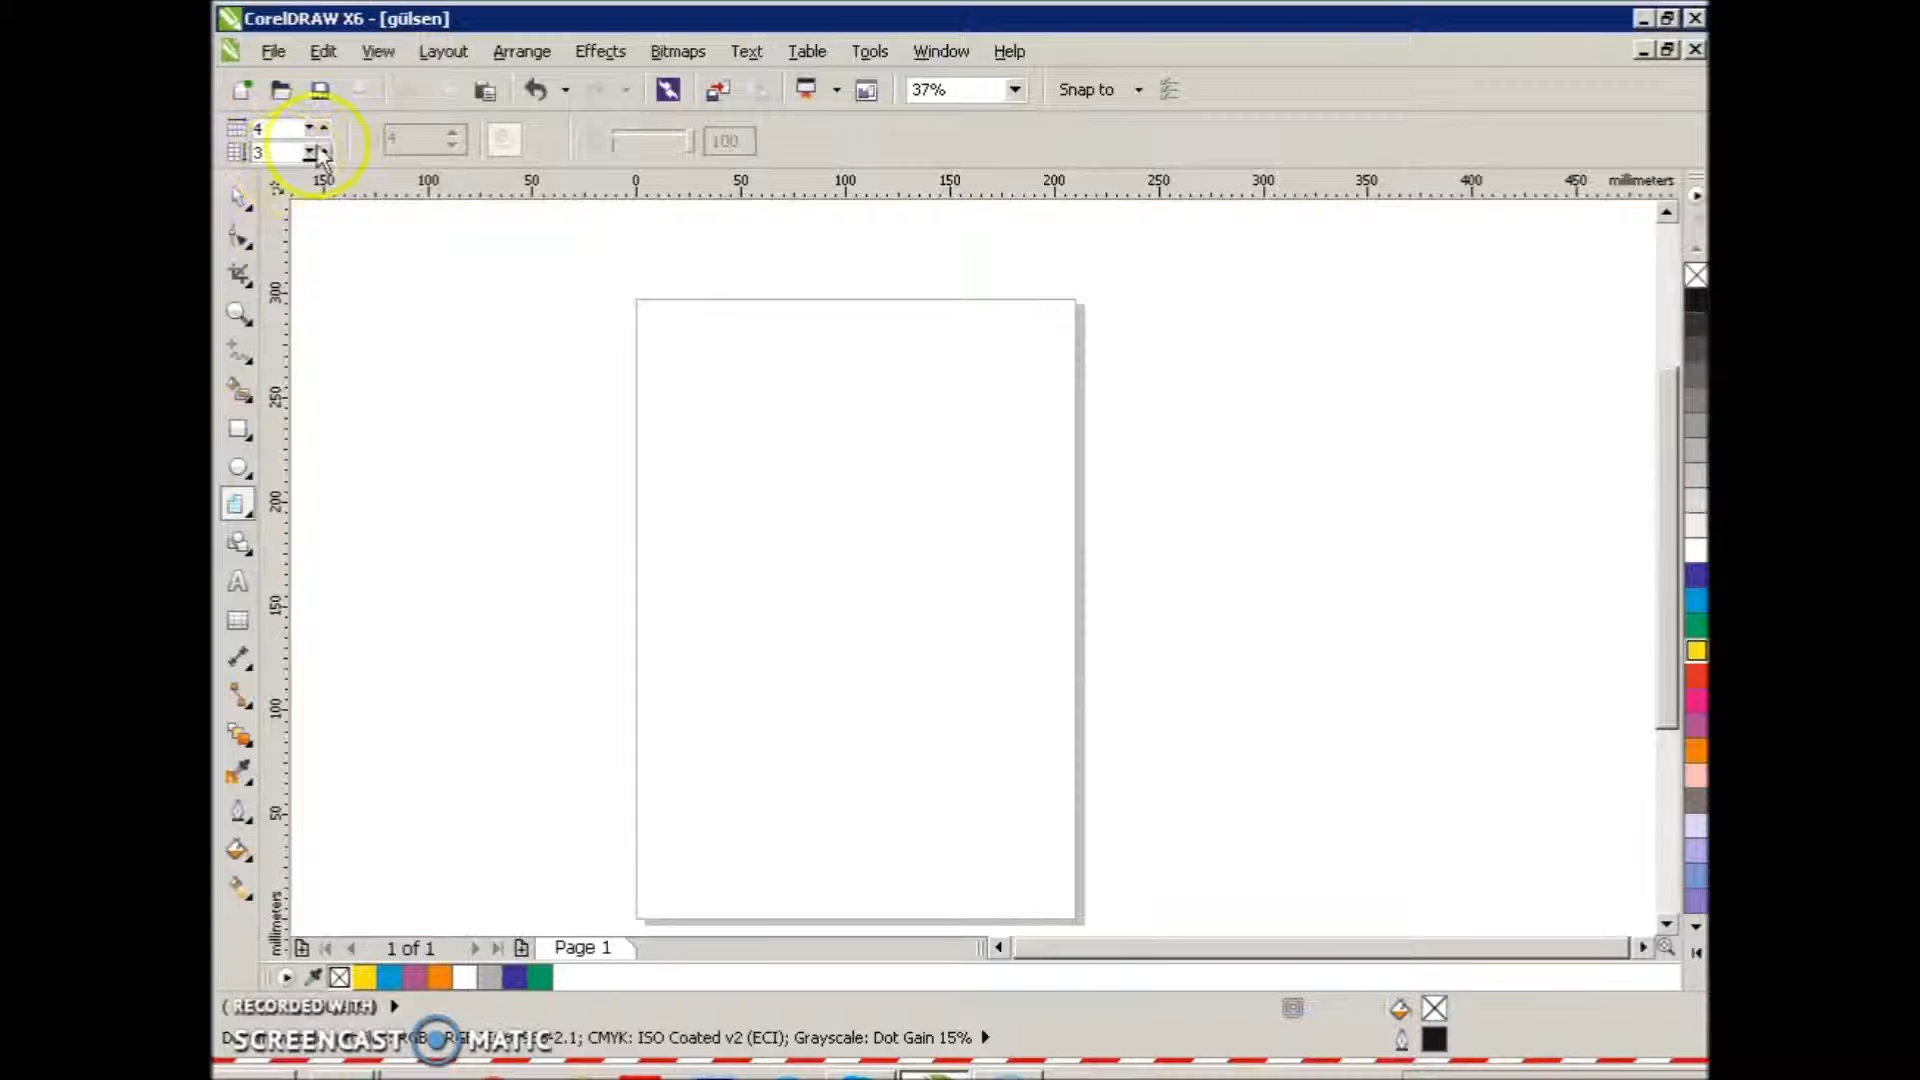 CorelDRAW X6 - [gülsen]
File Edit View Layout Arrange Effects Bitmaps Text Table Tools Window Help
37% Snap to
4 4 100
3
150 100 50 0 50 100 150 200 250 300 350 400 450 millimeters
300
250
200
150
100
50
millimeters
1 of 1 Page 1
(RECORDED WITH)
SCREENCAST MATIC
-2.1; CMYK: ISO Coated v2 (ECI); Grayscale: Dot Gain 15%